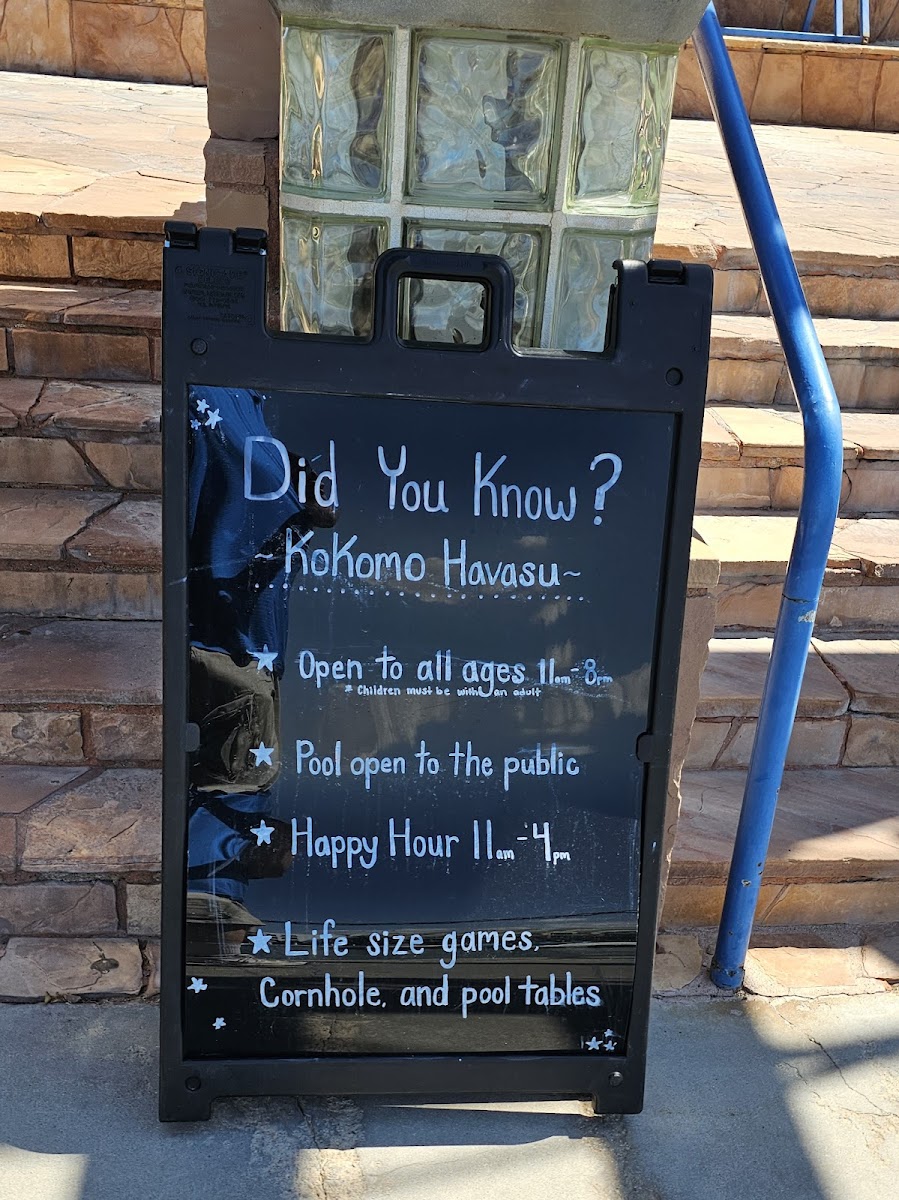 Did You Know?
~KoKomo Havasu~
Open to all ages 11am-8pm
* Children must be with an adult
Pool open to the public
Happy Hour 11am-4pm
Life size games,
Cornhole, and pool tables